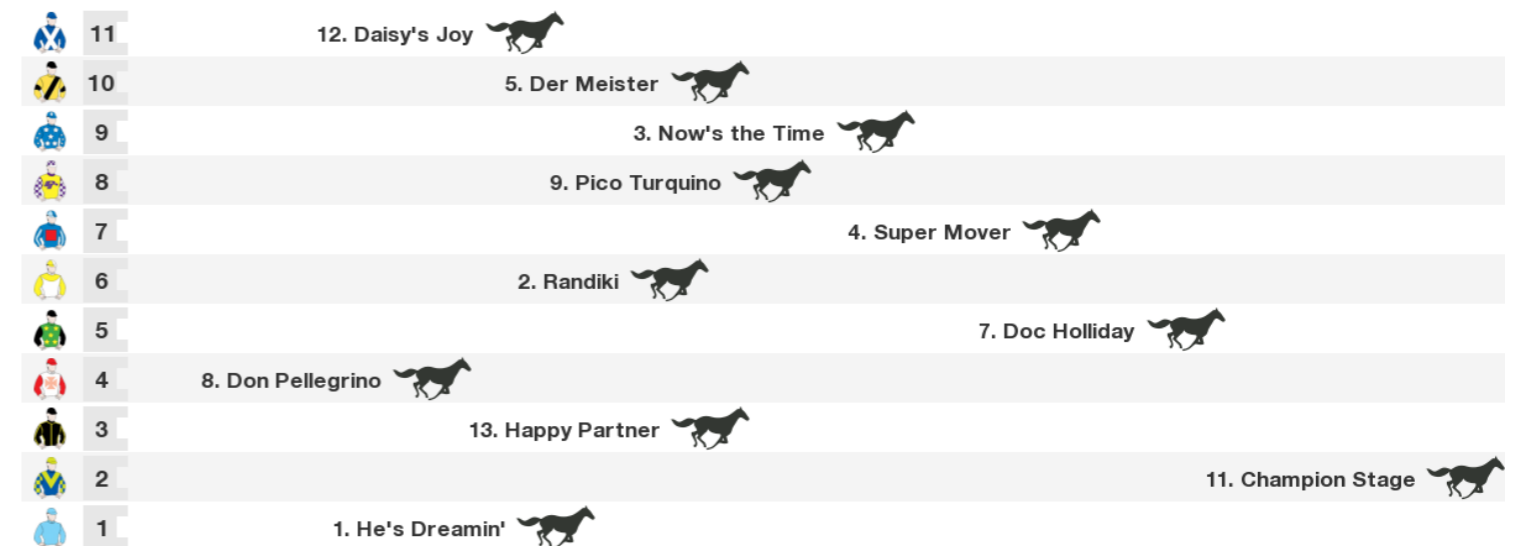 11 12. Daisy's Joy
10 5. Der Meister
9 3. Now's the Time
8 9. Pico Turquino
7 4. Super Mover
6 2. Randiki
5 7. Doc Holliday
4 8. Don Pellegrino
3 13. Happy Partner
2 11. Champion Stage
1 1. He's Dreamin'